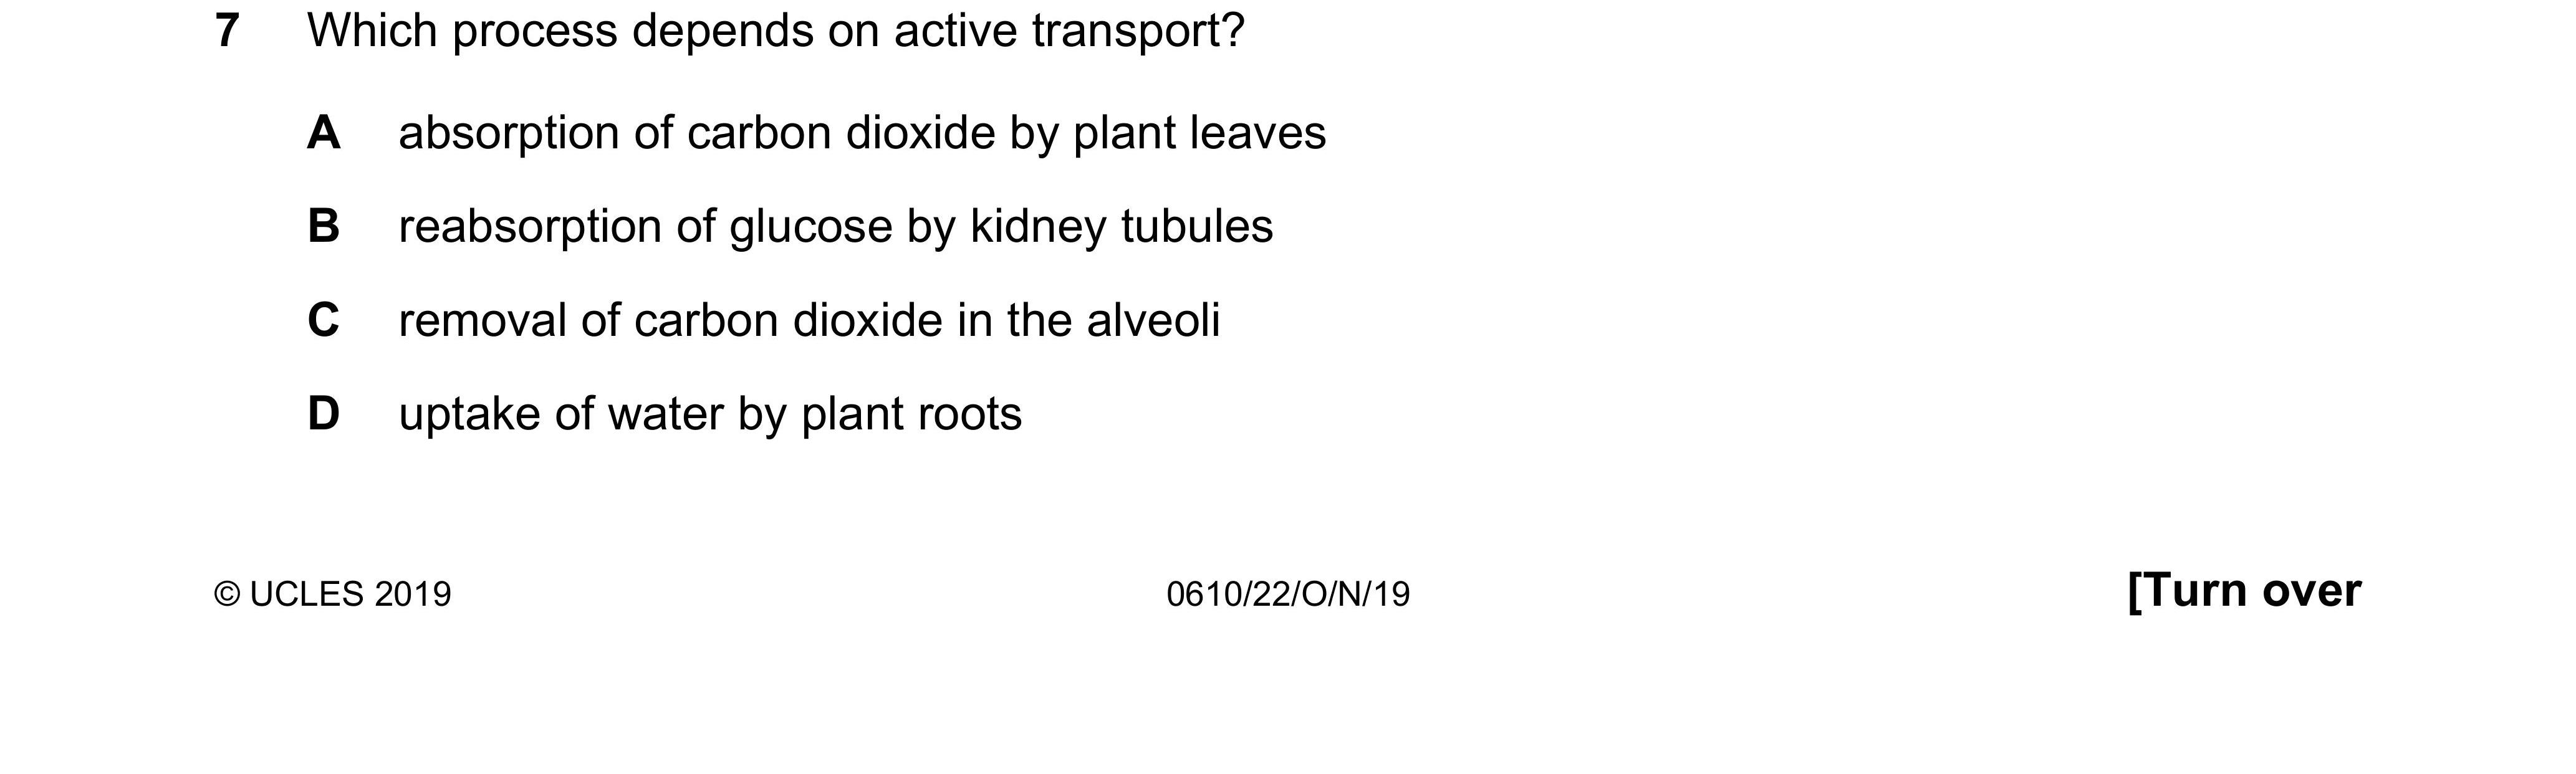 7 Which process depends on active transport?
A absorption of carbon dioxide by plant leaves
B reabsorption of glucose by kidney tubules
C removal of carbon dioxide in the alveoli
D uptake of water by plant roots
© UCLES 2019 0610/22/O/N/19 [Turn over